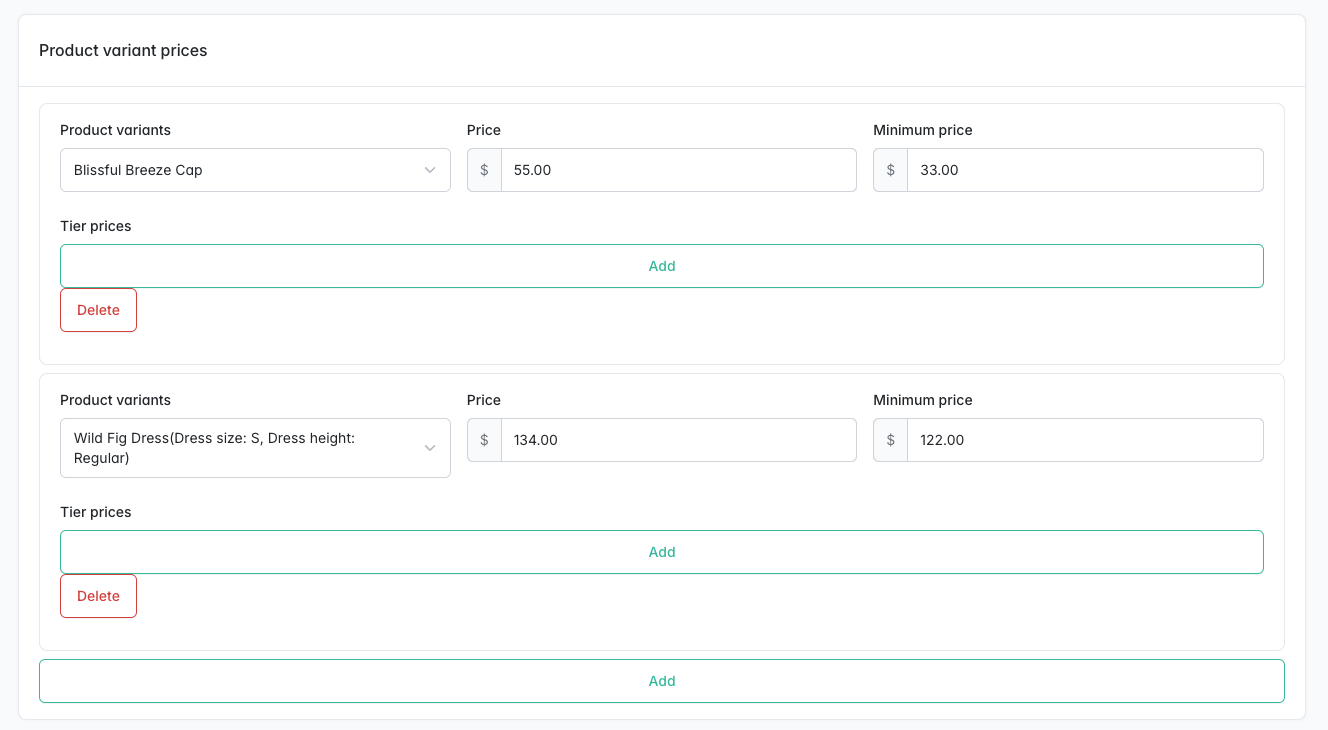 Product variant prices
Product variants
Price
Minimum price
Blissful Breeze Cap
$ 55.00
$ 33.00
Tier prices
Add
Delete
Product variants
Price
Minimum price
Wild Fig Dress(Dress size: S, Dress height:
Regular)
$ 134.00
$ 122.00
Tier prices
Add
Delete
Add